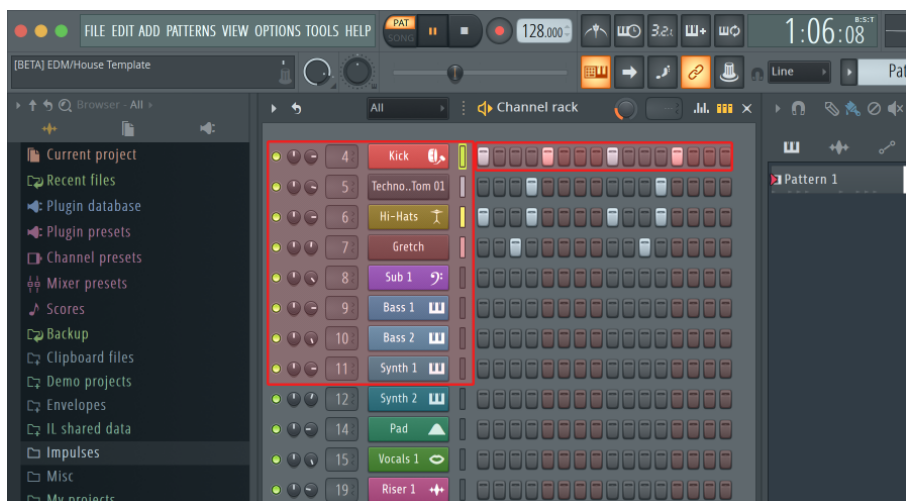 FILE EDIT ADD PATTERNS VIEW OPTIONS TOOLS HELP
PAT
SONG
128.000
3.2.
1:06:08
B:S:T
[BETA] EDM/House Template
Line
Pat
Browser - All
All
Channel rack
Current project
Recent files
Plugin database
Plugin presets
Channel presets
Mixer presets
Scores
Backup
Clipboard files
Demo projects
Envelopes
IL shared data
Impulses
Misc
My projects
4 Kick
5 Techno..Tom 01
6 Hi-Hats
7 Gretch
8 Sub 1
9 Bass 1
10 Bass 2
11 Synth 1
12 Synth 2
14 Pad
15 Vocals 1
19 Riser 1
Pattern 1